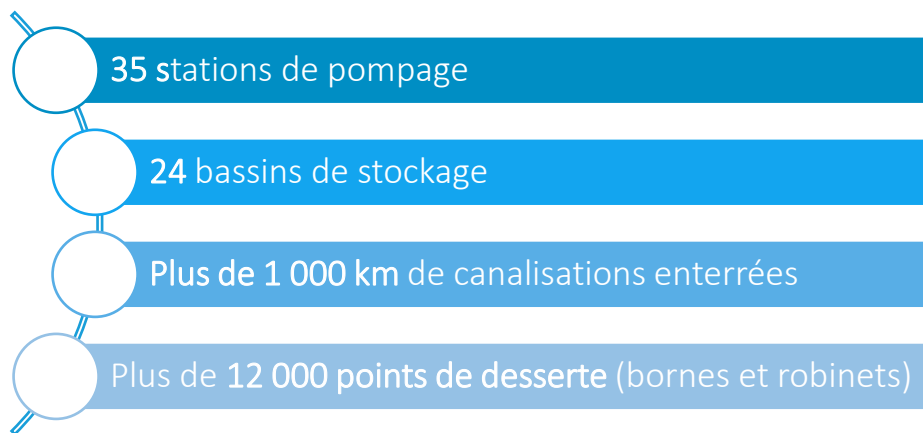 35 stations de pompage
24 bassins de stockage
Plus de 1 000 km de canalisations enterrées
Plus de 12 000 points de desserte (bornes et robinets)